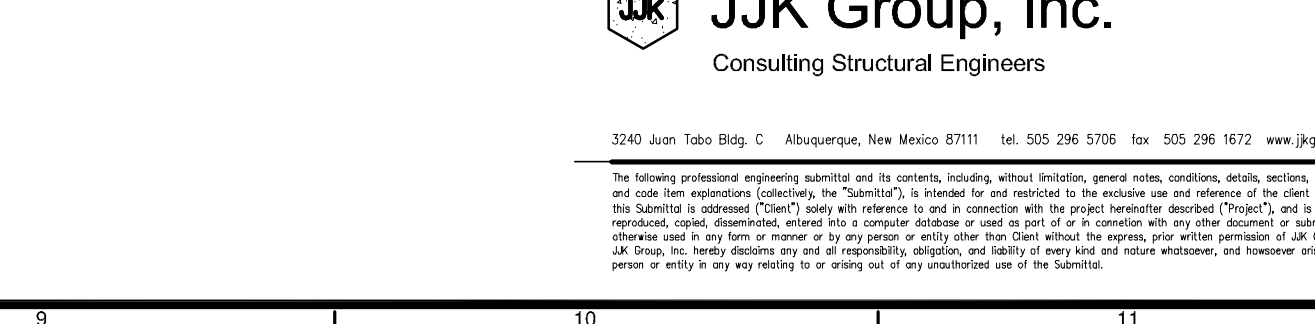 JJK JJK Group, Inc.
Consulting Structural Engineers
3240 Juan Tabo Bldg. C Albuquerque, New Mexico 87111 tel. 505 296 5706 fax 505 296 1672 www.jjkg
The following professional engineering submittal and its contents, including, without limitation, general notes, conditions, details, sections,
and code item explanations (collectively, the "Submittal"), is intended for and restricted to the exclusive use and reference of the client
this Submittal is addressed ("Client") solely with reference to and in connection with the project hereinafter described ("Project"), and is
reproduced, copied, disseminated, entered into a computer database or used as part of or in connetion with any other document or subm
otherwise used in any form or manner or by any person or entity other than Client without the express, prior written permission of JJK
JJK Group, Inc. hereby disclaims any and all responsibility, obligation, and liability of every kind and nature whatsoever, and howsoever aris
person or entity in any way relating to or arising out of any unauthorized use of the Submittal.
9 10 11